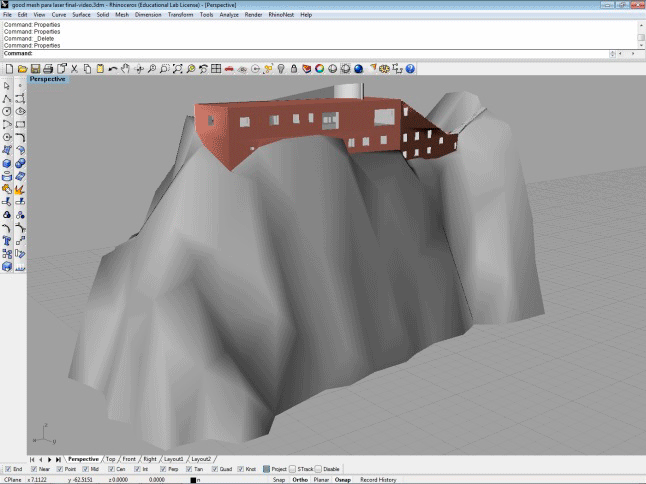 good mesh para laser final-video.3dm - Rhinoceros (Educational Lab License) - [Perspective]
File Edit View Curve Surface Solid Mesh Dimension Transform Tools Analyze Render RhinoNest Help
Command: Properties
Command: Properties
Command: _Delete
Command: Properties
Command:
Perspective
z
x y
Perspective Top Front Right Layout1 Layout2
End Near Point Mid Cen Int Perp Tan Quad Knot Project STrack Disable
CPlane x 7.1122 y -62.5151 z 0.0000 0.0000 n Snap Ortho Planar Osnap Record History